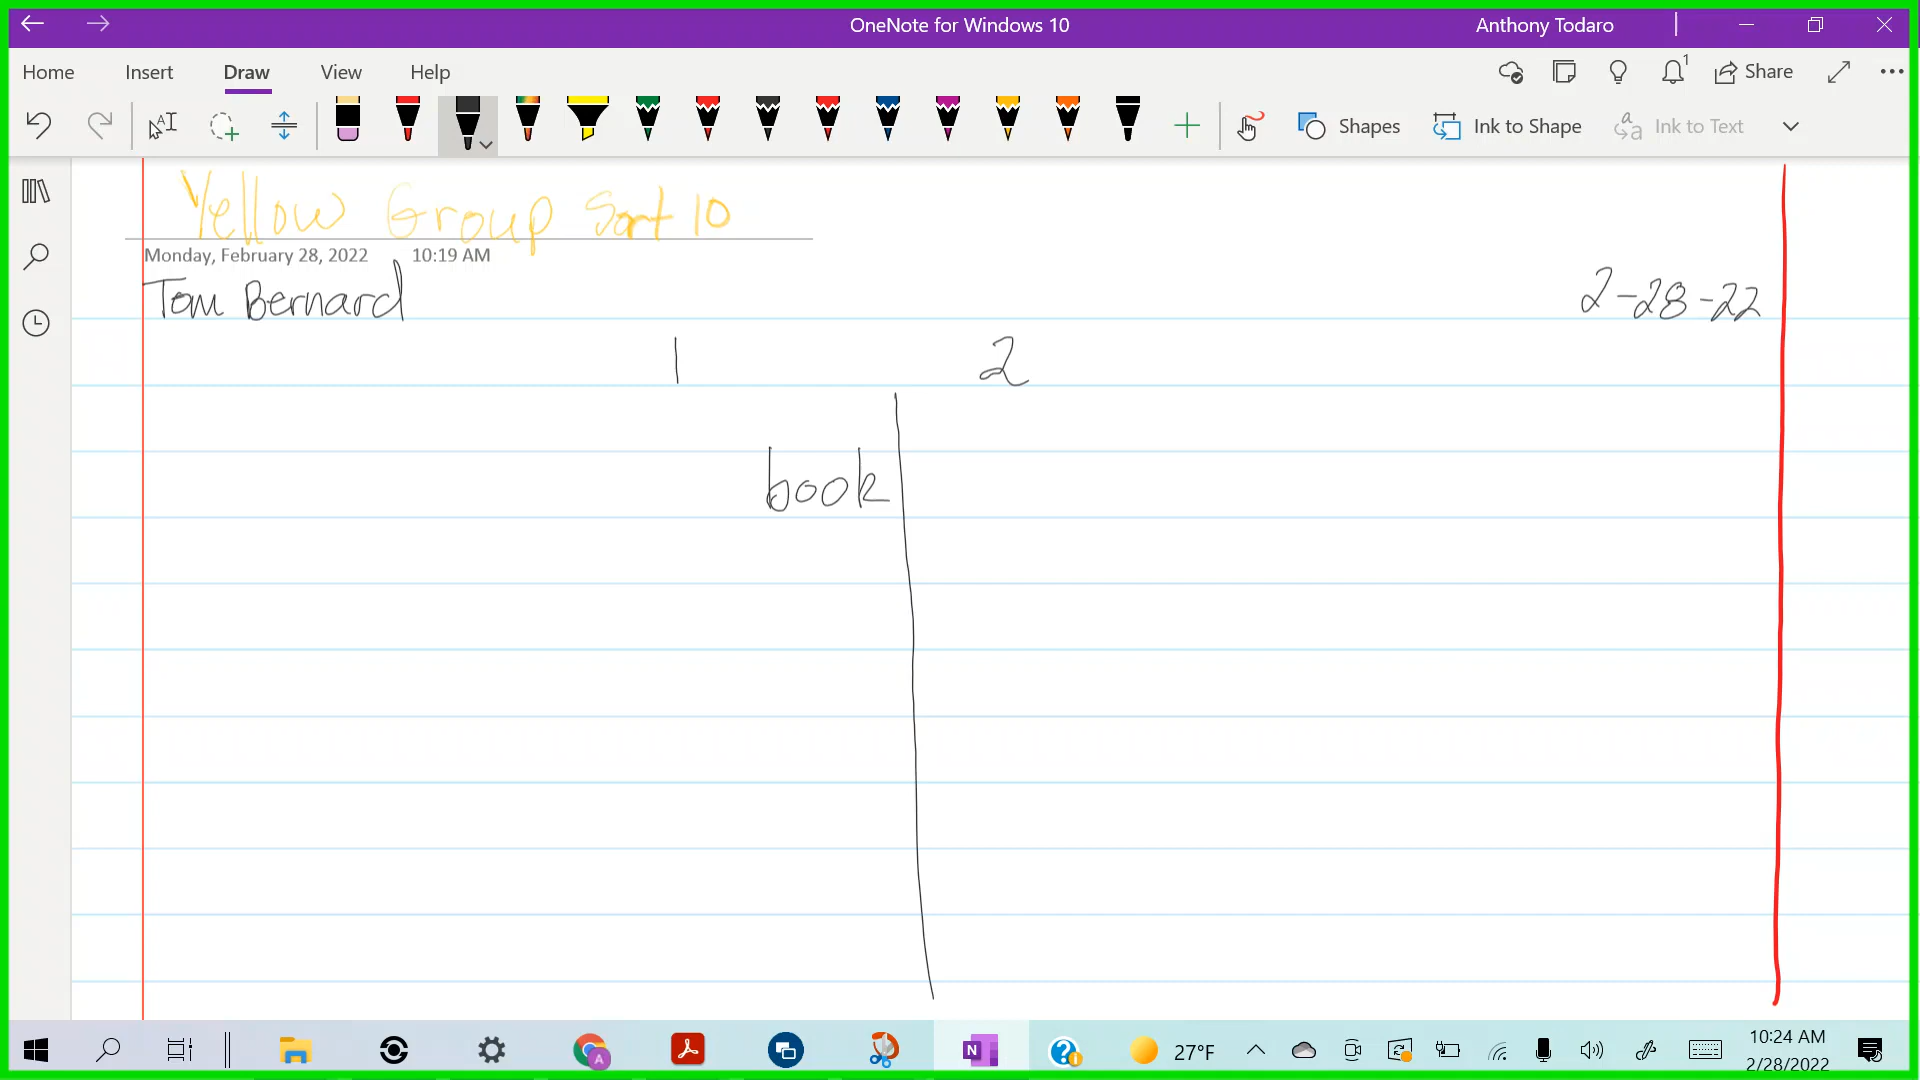 OneNote for Windows 10
Anthony Todaro
Home Insert Draw View Help
1
Share
Shapes Ink to Shape Ink to Text
Yellow Group Sort 10
Monday, February 28, 2022 10:19 AM
Tom Bernard 2-28-22
1 2
book
27°F
10:24 AM
2/28/2022